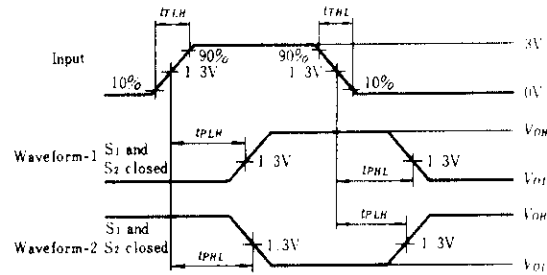 tTLH
tTHL
Input
10%
90%
1.3V
90%
1.3V
10%
3V
0V
Waveform-1
S1 and
S2 closed
tPLH
1.3V
tPHL
1.3V
VOH
VOL
Waveform-2
S1 and
S2 closed
tPHL
1.3V
tPLH
1.3V
VOH
VOL